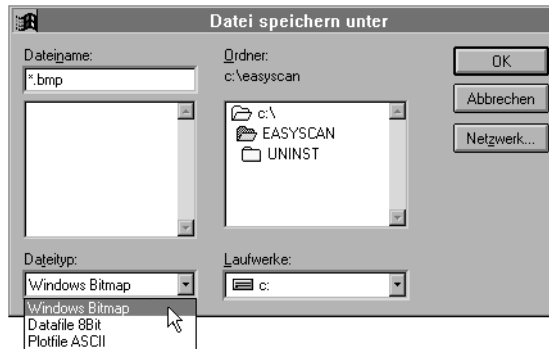 Datei speichern unter
Dateiname:
*.bmp
Ordner:
c:\easyscan
c:\
EASYSCAN
UNINST
OK
Abbrechen
Netzwerk...
Dateityp:
Windows Bitmap
Windows Bitmap
Datafile 8Bit
Plotfile ASCII
Laufwerke:
c: